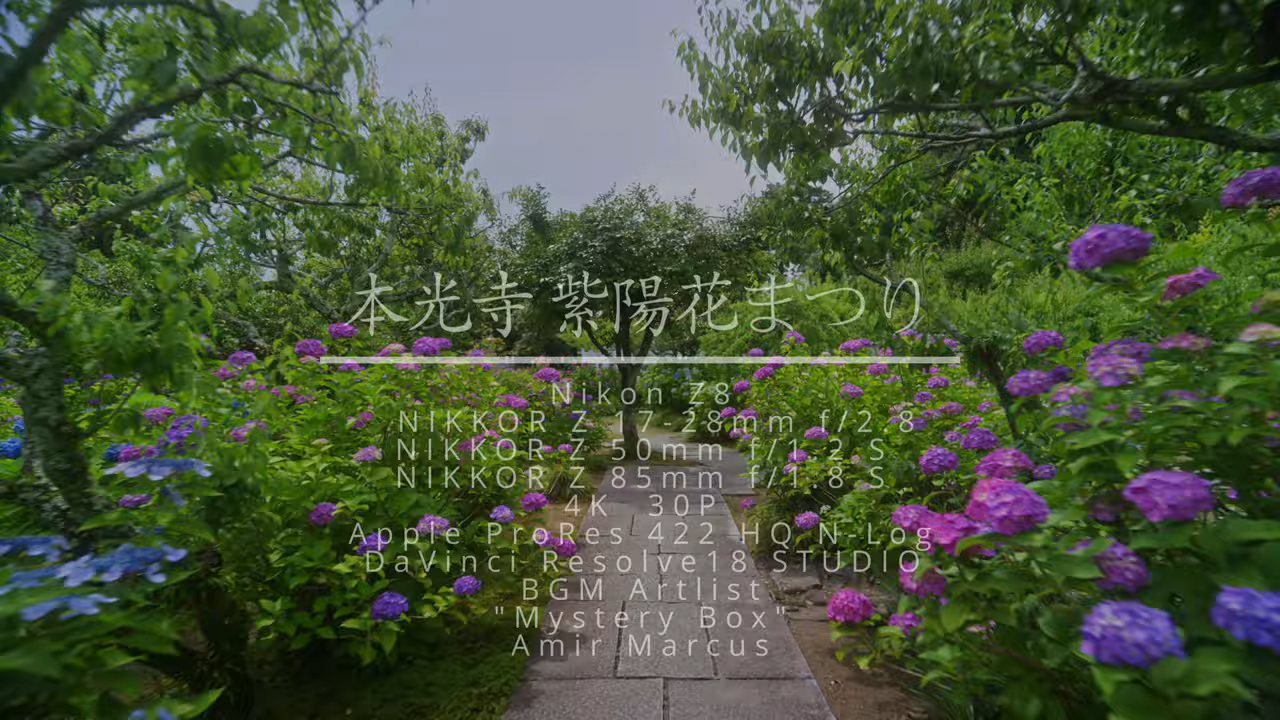 本光寺 紫陽花まつり
Nikon Z8
NIKKOR Z 17-28mm f/2.8
NIKKOR Z 50mm f/1.2 S
NIKKOR Z 85mm f/1.8 S
4K 30P
Apple ProRes 422 HQ N-Log
DaVinci Resolve18 STUDIO
BGM Artlist
"Mystery Box"
Amir Marcus